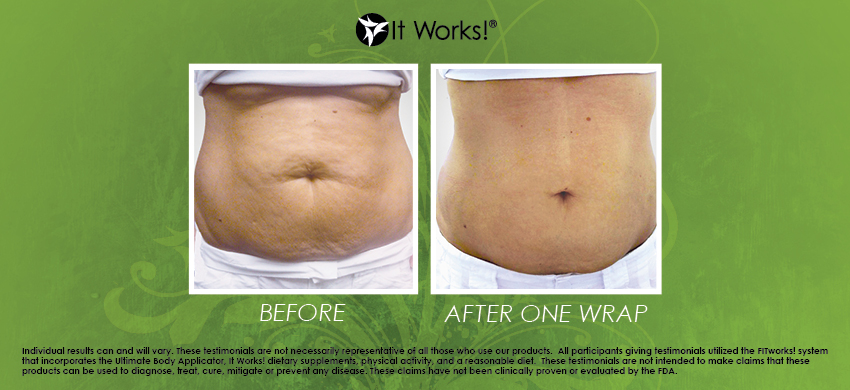 It Works!®
BEFORE
AFTER ONE WRAP
Individual results can and will vary. These testimonials are not necessarily representative of all those who use our products.  All participants giving testimonials utilized the FITworks! system
that incorporates the Ultimate Body Applicator, It Works! dietary supplements, physical activity, and a reasonable diet.  These testimonials are not intended to make claims that these
products can be used to diagnose, treat, cure, mitigate or prevent any disease. These claims have not been clinically proven or evaluated by the FDA.